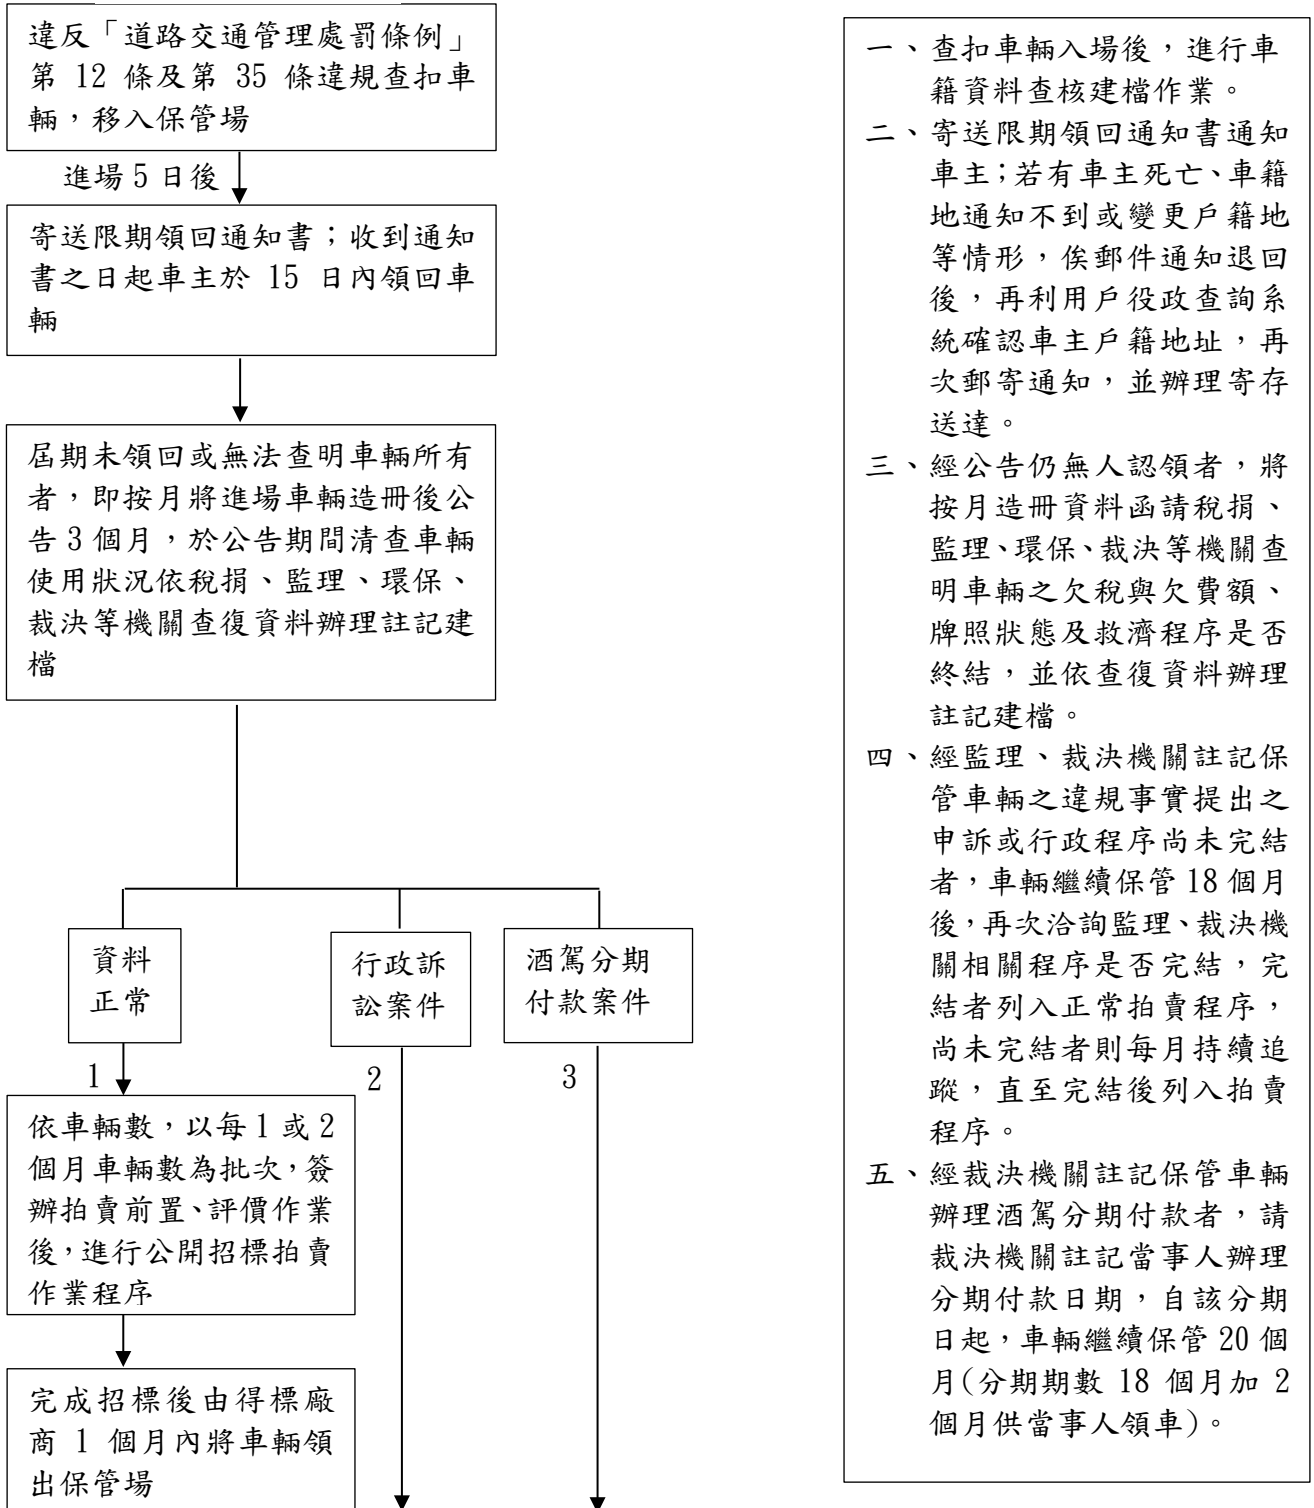 違反「道路交通管理處罰條例」
第 12 條及第 35 條違規查扣車
輛，移入保管場
進場 5 日後
寄送限期領回通知書；收到通知
書之日起車主於 15 日內領回車
輛
屆期未領回或無法查明車輛所有
者，即按月將進場車輛造冊後公
告 3 個月，於公告期間清查車輛
使用狀況依稅捐、監理、環保、
裁決等機關查復資料辦理註記建
檔
資料
正常
行政訴
訟案件
酒駕分期
付款案件
1
2
3
依車輛數，以每 1 或 2
個月車輛數為批次，簽
辦拍賣前置、評價作業
後，進行公開招標拍賣
作業程序
完成招標後由得標廠
商 1 個月內將車輛領
出保管場
一、查扣車輛入場後，進行車
籍資料查核建檔作業。
二、寄送限期領回通知書通知
車主；若有車主死亡、車籍
地通知不到或變更戶籍地
等情形，俟郵件通知退回
後，再利用戶役政查詢系
統確認車主戶籍地址，再
次郵寄通知，並辦理寄存
送達。
三、經公告仍無人認領者，將
按月造冊資料函請稅捐、
監理、環保、裁決等機關查
明車輛之欠稅與欠費額、
牌照狀態及救濟程序是否
終結，並依查復資料辦理
註記建檔。
四、經監理、裁決機關註記保
管車輛之違規事實提出之
申訴或行政程序尚未完結
者，車輛繼續保管 18 個月
後，再次洽詢監理、裁決機
關相關程序是否完結，完
結者列入正常拍賣程序，
尚未完結者則每月持續追
蹤，直至完結後列入拍賣
程序。
五、經裁決機關註記保管車輛
辦理酒駕分期付款者，請
裁決機關註記當事人辦理
分期付款日期，自該分期
日起，車輛繼續保管 20 個
月(分期期數 18 個月加 2
個月供當事人領車)。